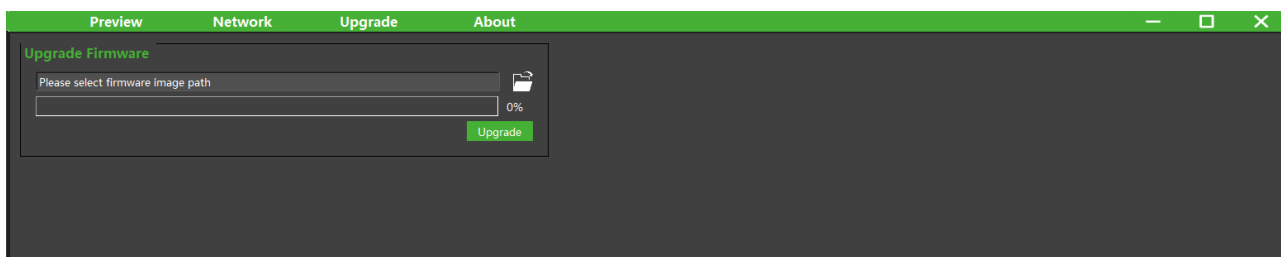 Preview Network Upgrade About
Upgrade Firmware
Please select firmware image path
0%
Upgrade